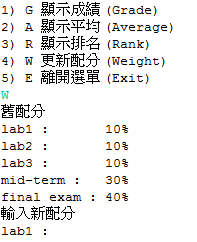 1) G 顯示成績 (Grade)
2) A 顯示平均 (Average)
3) R 顯示排名 (Rank)
4) W 更新配分 (Weight)
5) E 離開選單 (Exit)
W
舊配分
lab1 : 10%
lab2 : 10%
lab3 : 10%
mid-term : 30%
final exam : 40%
輸入新配分
lab1 :